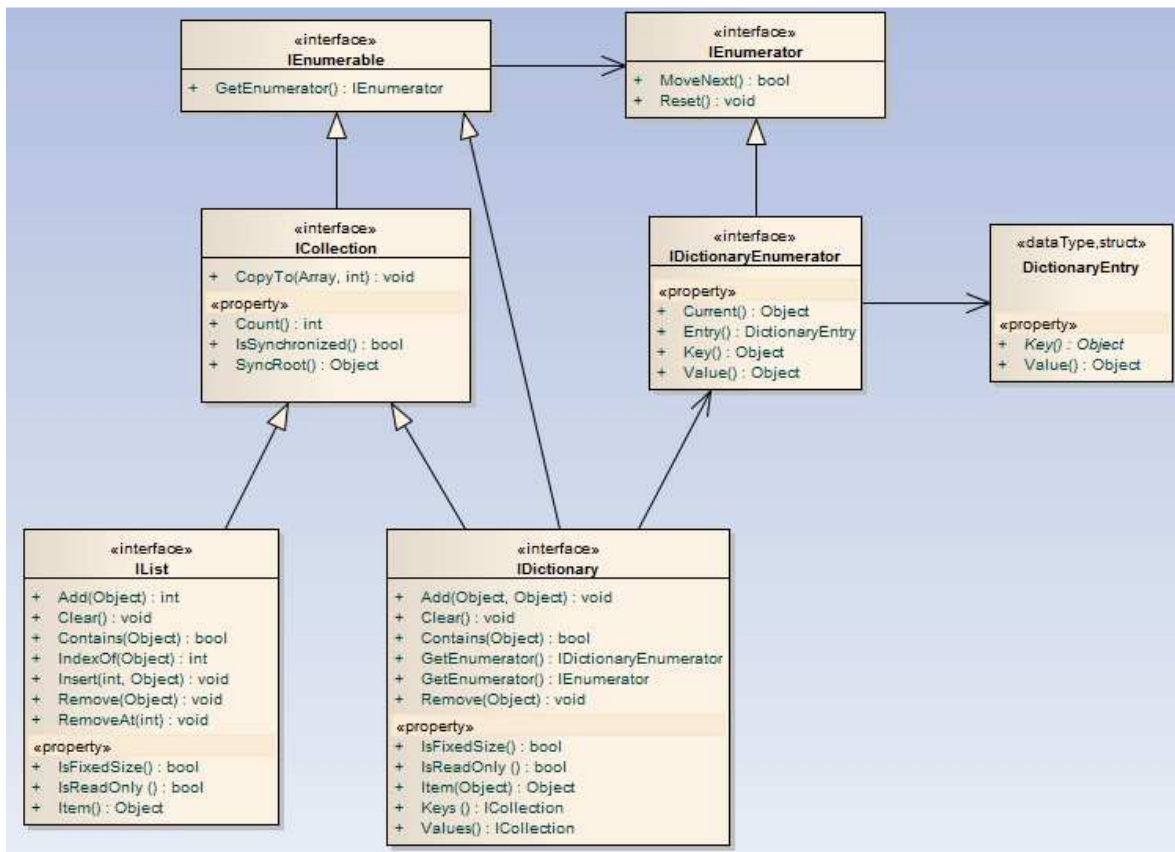 «interface»
IEnumerable
+ GetEnumerator() : IEnumerator
«interface»
IEnumerator
+ MoveNext() : bool
+ Reset() : void
«interface»
ICollection
+ CopyTo(Array, int) : void
«property»
+ Count() : int
+ IsSynchronized() : bool
+ SyncRoot() : Object
«interface»
IDictionaryEnumerator
«property»
+ Current() : Object
+ Entry() : DictionaryEntry
+ Key() : Object
+ Value() : Object
«dataType,struct»
DictionaryEntry
«property»
+ Key() : Object
+ Value() : Object
«interface»
IList
+ Add(Object) : int
+ Clear() : void
+ Contains(Object) : bool
+ IndexOf(Object) : int
+ Insert(int, Object) : void
+ Remove(Object) : void
+ RemoveAt(int) : void
«property»
+ IsFixedSize() : bool
+ IsReadOnly () : bool
+ Item() : Object
«interface»
IDictionary
+ Add(Object, Object) : void
+ Clear() : void
+ Contains(Object) : bool
+ GetEnumerator() : IDictionaryEnumerator
+ GetEnumerator() : IEnumerator
+ Remove(Object) : void
«property»
+ IsFixedSize() : bool
+ IsReadOnly () : bool
+ Item(Object) : Object
+ Keys () : ICollection
+ Values() : ICollection